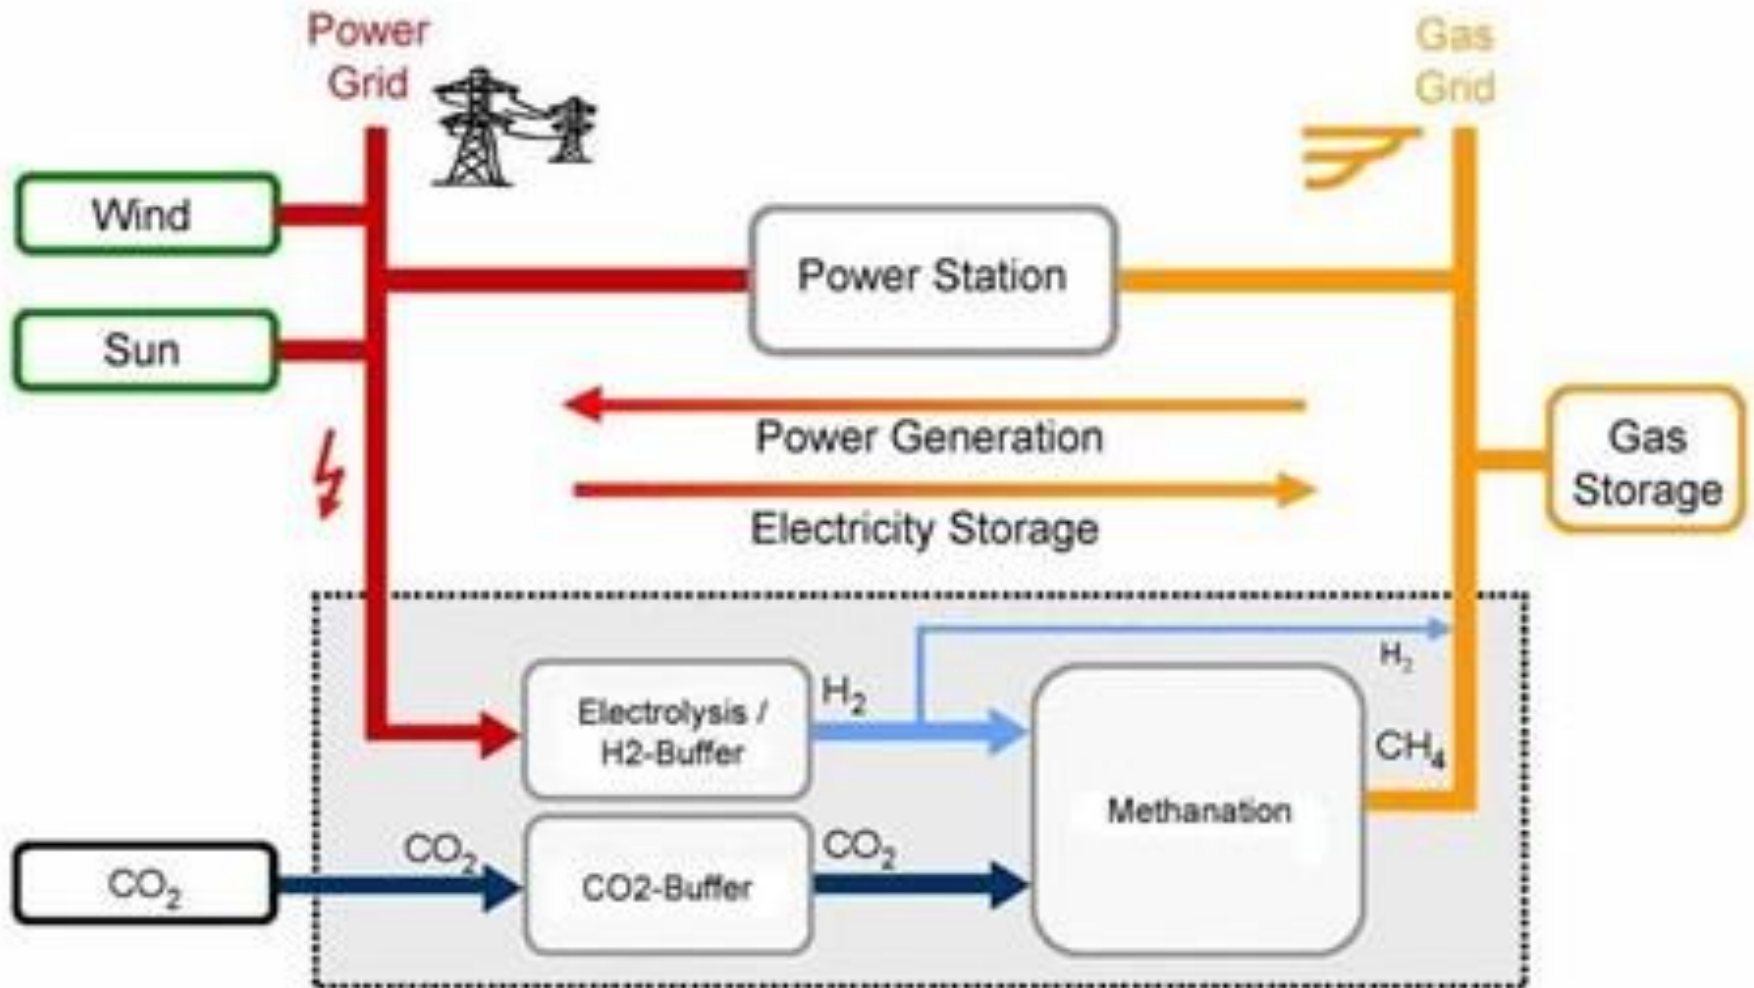 Power
Grid
Gas
Grid
Wind
Power Station
Sun
Power Generation
Gas
Storage
Electricity Storage
H₂
H₂
Electrolysis /
H2-Buffer
CH₄
Methanation
CO₂
CO₂
CO₂
CO2-Buffer